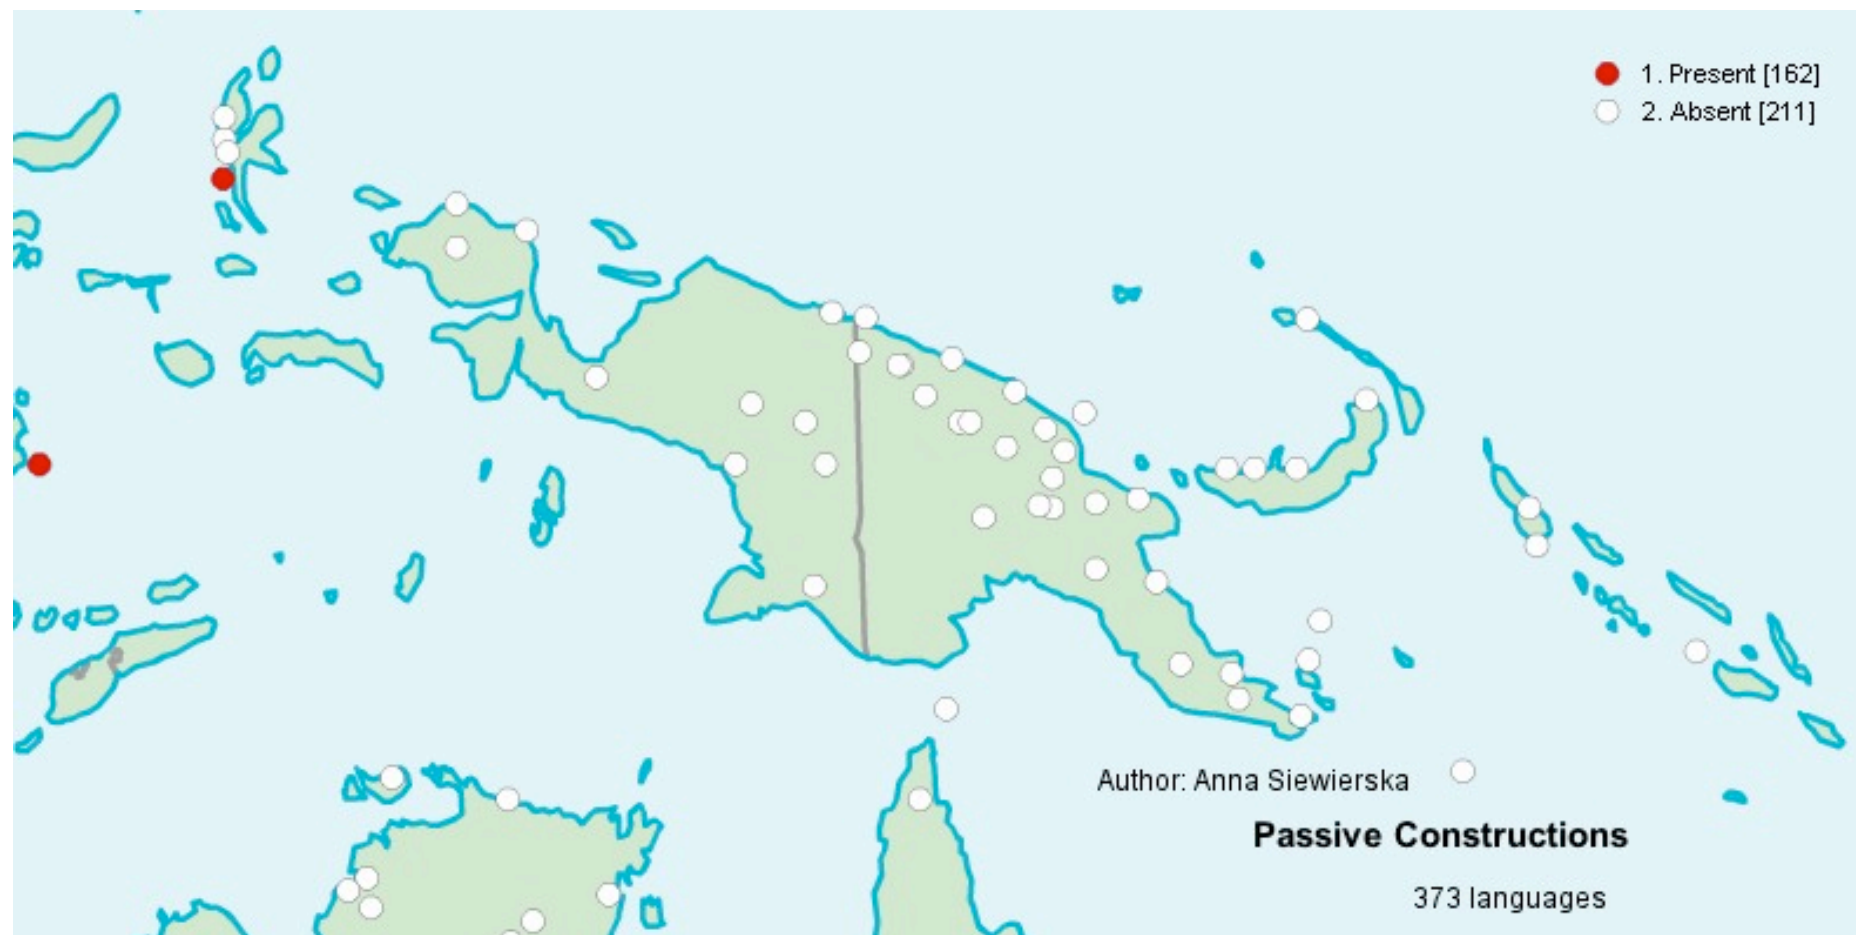 1. Present [162]
2. Absent [211]
Author: Anna Siewierska
Passive Constructions
373 languages